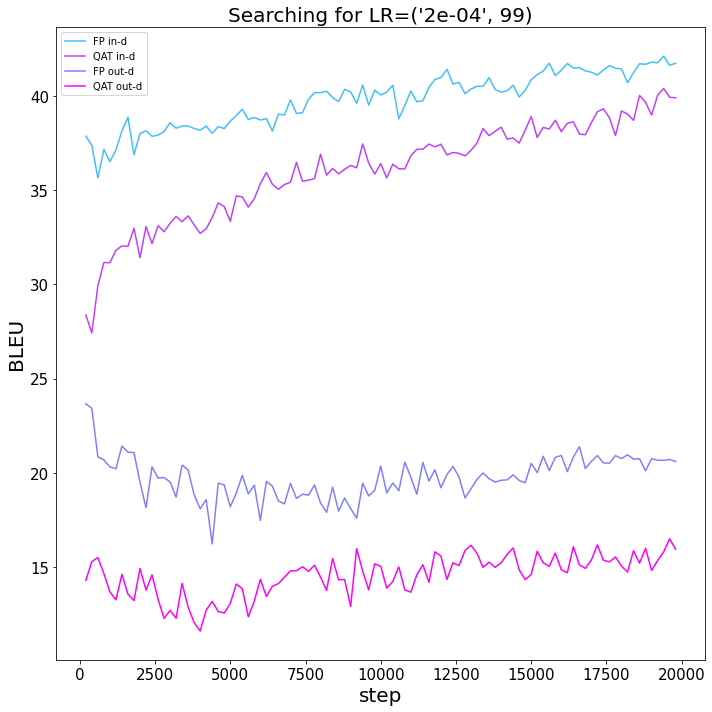 Searching for LR=('2e-04', 99)
FP in-d
QAT in-d
FP out-d
QAT out-d
BLEU
40
35
30
25
20
15
0 2500 5000 7500 10000 12500 15000 17500 20000
step